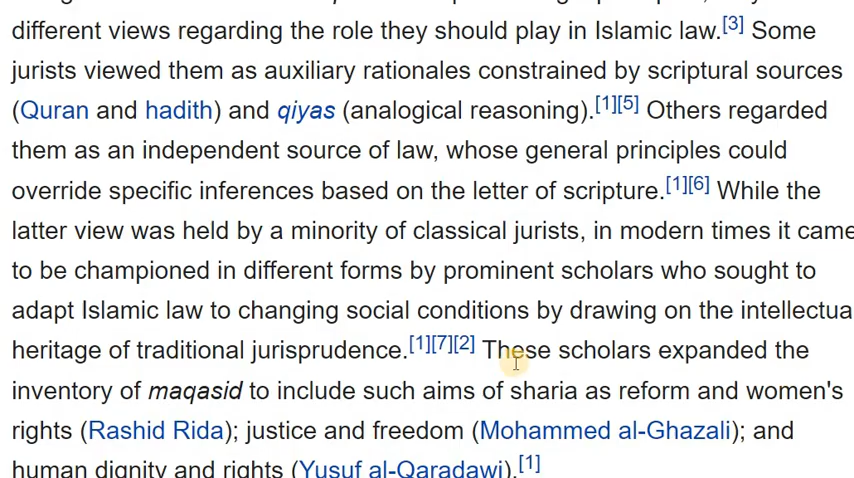 different views regarding the role they should play in Islamic law.[3] Some
jurists viewed them as auxiliary rationales constrained by scriptural sources
(Quran and hadith) and qiyas (analogical reasoning).[1][5] Others regarded
them as an independent source of law, whose general principles could
override specific inferences based on the letter of scripture.[1][6] While the
latter view was held by a minority of classical jurists, in modern times it came
to be championed in different forms by prominent scholars who sought to
adapt Islamic law to changing social conditions by drawing on the intellectua
heritage of traditional jurisprudence.[1][7][2] These scholars expanded the
inventory of maqasid to include such aims of sharia as reform and women's
rights (Rashid Rida); justice and freedom (Mohammed al-Ghazali); and
human dignity and rights (Yusuf al-Qaradawi).[1]